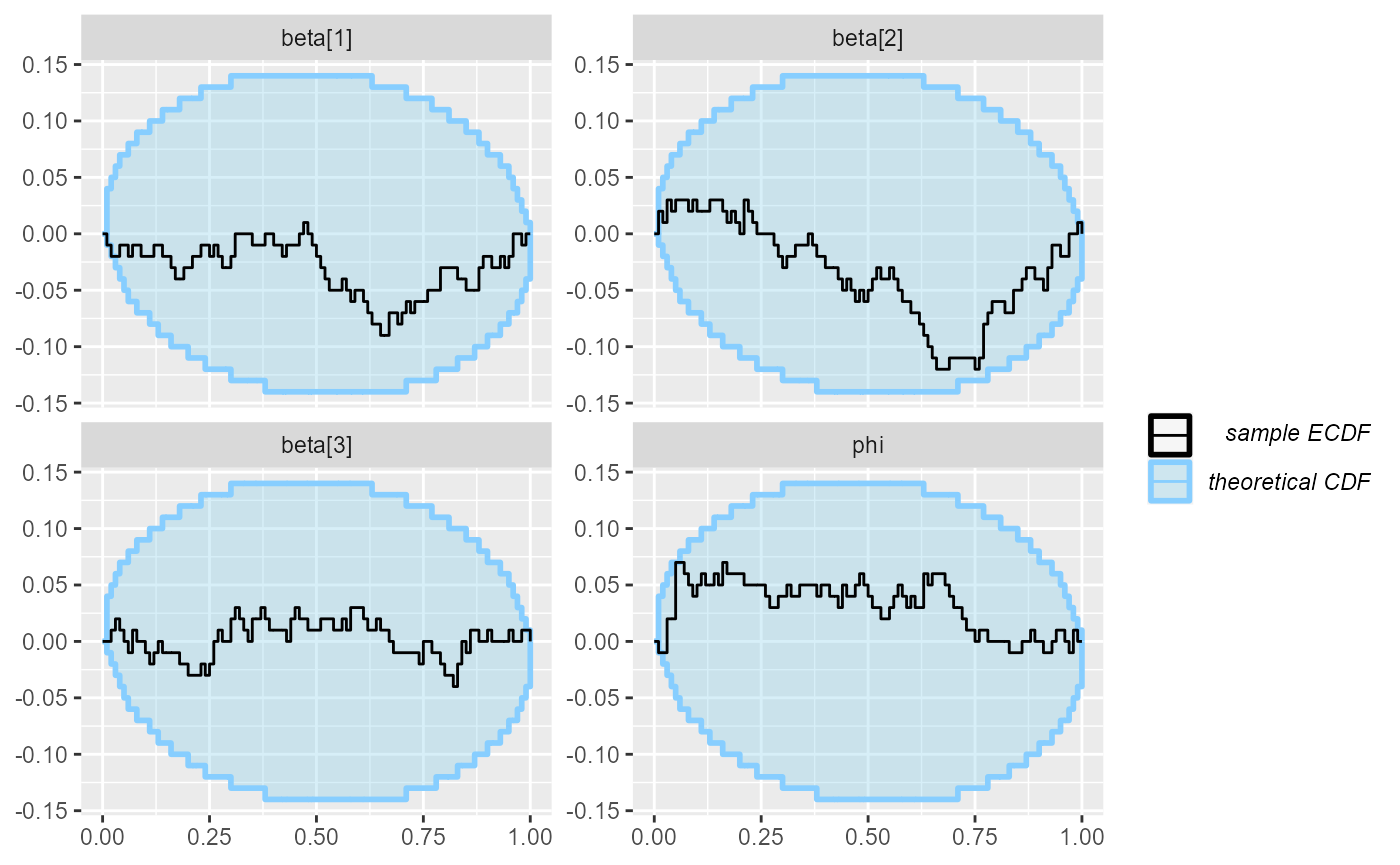 beta[1] beta[2]
0.15 0.15
0.10 0.10
0.05 0.05
0.00 0.00
-0.05 -0.05
-0.10 -0.10
-0.15 -0.15
beta[3] phi
0.15 0.15
0.10 0.10
0.05 0.05
0.00 0.00
-0.05 -0.05
-0.10 -0.10
-0.15 -0.15
0.00 0.25 0.50 0.75 1.00 0.00 0.25 0.50 0.75 1.00
sample ECDF
theoretical CDF